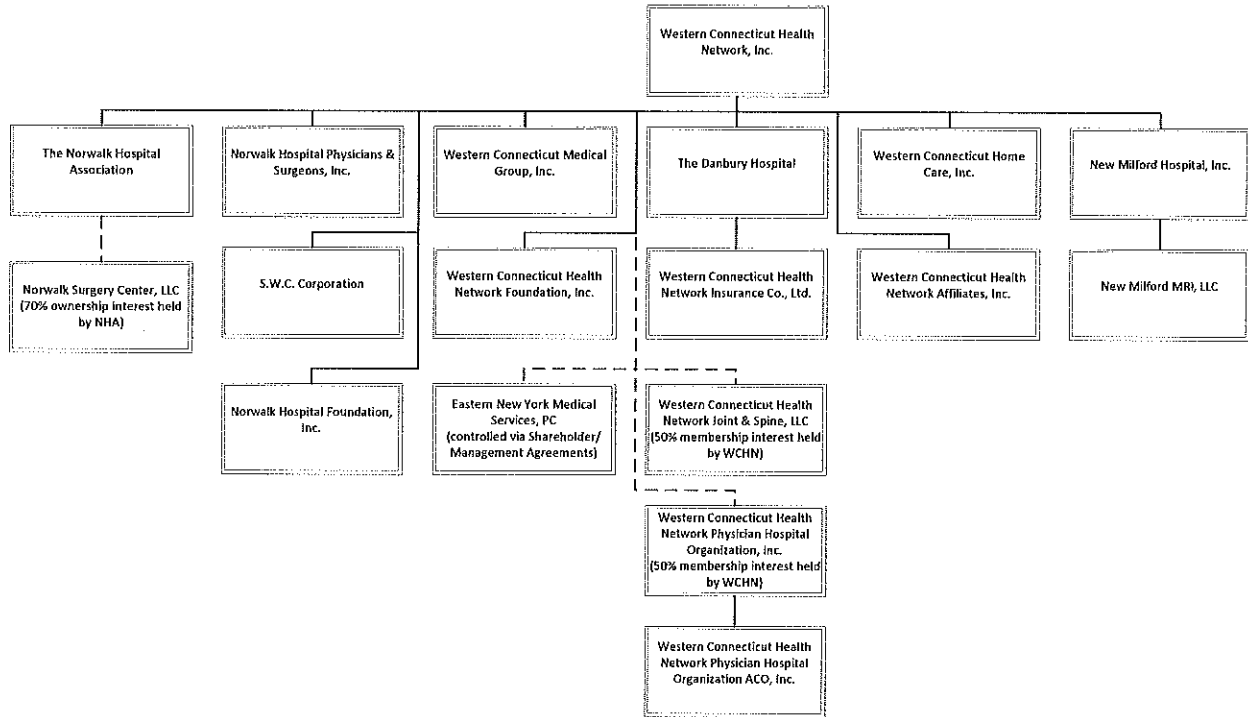 Western Connecticut Health
Network, Inc.
The Norwalk Hospital
Association
Norwalk Hospital Physicians &
Surgeons, Inc.
Western Connecticut Medical
Group, Inc.
The Danbury Hospital
Western Connecticut Home
Care, Inc.
New Milford Hospital, Inc.
Norwalk Surgery Center, LLC
(70% ownership interest held
by NHA)
S.W.C. Corporation
Western Connecticut Health
Network Foundation, Inc.
Western Connecticut Health
Network Insurance Co., Ltd.
Western Connecticut Health
Network Affiliates, Inc.
New Milford MRI, LLC
Norwalk Hospital Foundation,
Inc.
Eastern New York Medical
Services, PC
(controlled via Shareholder/
Management Agreements)
Western Connecticut Health
Network Joint & Spine, LLC
(50% membership interest held
by WCHN)
Western Connecticut Health
Network Physician Hospital
Organization, Inc.
(50% membership interest held
by WCHN)
Western Connecticut Health
Network Physician Hospital
Organization ACO, Inc.